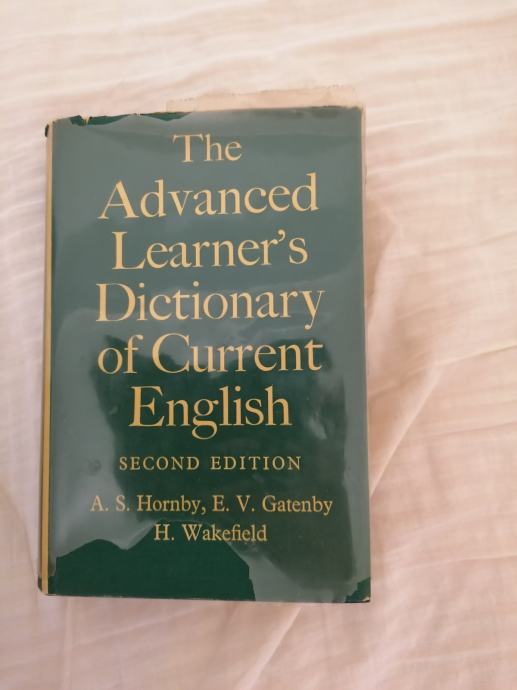 The
Advanced
Learner's
Dictionary
of Current
English
SECOND EDITION
A. S. Hornby, E. V. Gatenby
H. Wakefield